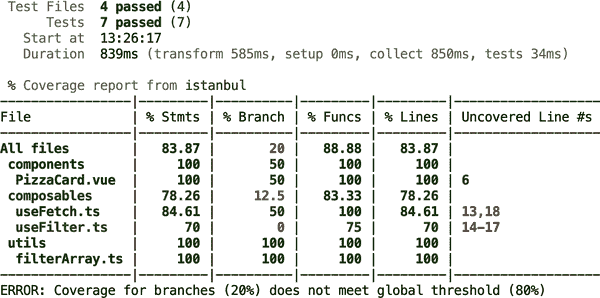 Test Files  4 passed (4)
Tests  7 passed (7)
Start at  13:26:17
Duration  839ms (transform 585ms, setup 0ms, collect 850ms, tests 34ms)
% Coverage report from istanbul
File | % Stmts | % Branch | % Funcs | % Lines | Uncovered Line #s
All files | 83.87 | 20 | 88.88 | 83.87 |
components | 100 | 50 | 100 | 100 |
PizzaCard.vue | 100 | 50 | 100 | 100 | 6
composables | 78.26 | 12.5 | 83.33 | 78.26 |
useFetch.ts | 84.61 | 50 | 100 | 84.61 | 13,18
useFilter.ts | 70 | 0 | 75 | 70 | 14-17
utils | 100 | 100 | 100 | 100 |
filterArray.ts | 100 | 100 | 100 | 100 |
ERROR: Coverage for branches (20%) does not meet global threshold (80%)